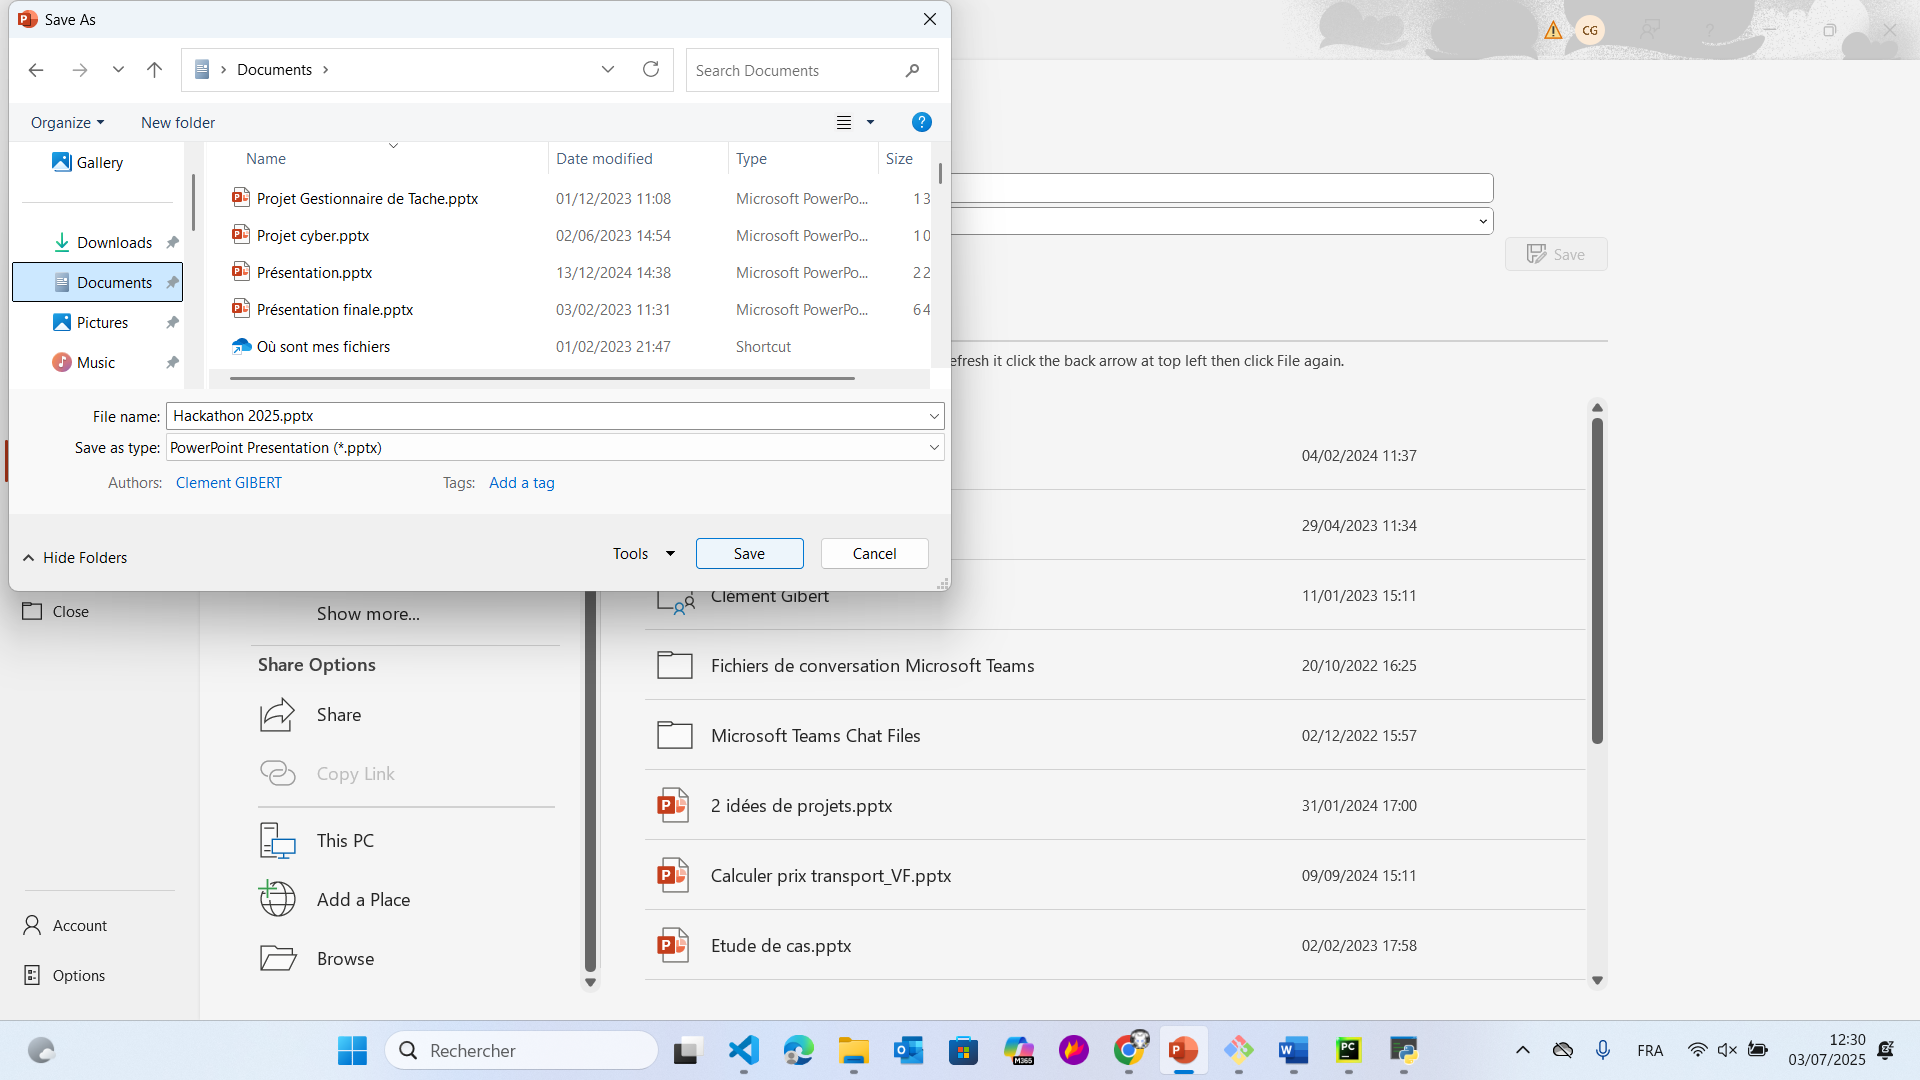 Save As
CG
Documents
Search Documents
Organize
New folder
Gallery
Downloads
Documents
Pictures
Music
Name Date modified Type Size
Projet Gestionnaire de Tache.pptx 01/12/2023 11:08 Microsoft PowerPo... 13
Projet cyber.pptx 02/06/2023 14:54 Microsoft PowerPo... 10
Présentation.pptx 13/12/2024 14:38 Microsoft PowerPo... 22
Présentation finale.pptx 03/02/2023 11:31 Microsoft PowerPo... 64
Où sont mes fichiers 01/02/2023 21:47 Shortcut
File name: Hackathon 2025.pptx
Save as type: PowerPoint Presentation (*.pptx)
Authors: Clement GIBERT Tags: Add a tag
Hide Folders
Tools
Save
Cancel
Save
efresh it click the back arrow at top left then click File again.
04/02/2024 11:37
29/04/2023 11:34
Clement Gibert 11/01/2023 15:11
Fichiers de conversation Microsoft Teams 20/10/2022 16:25
Microsoft Teams Chat Files 02/12/2022 15:57
2 idées de projets.pptx 31/01/2024 17:00
Calculer prix transport_VF.pptx 09/09/2024 15:11
Etude de cas.pptx 02/02/2023 17:58
Close
Show more...
Share Options
Share
Copy Link
This PC
Add a Place
Browse
Account
Options
Rechercher
M365
PC
FRA
12:30
03/07/2025